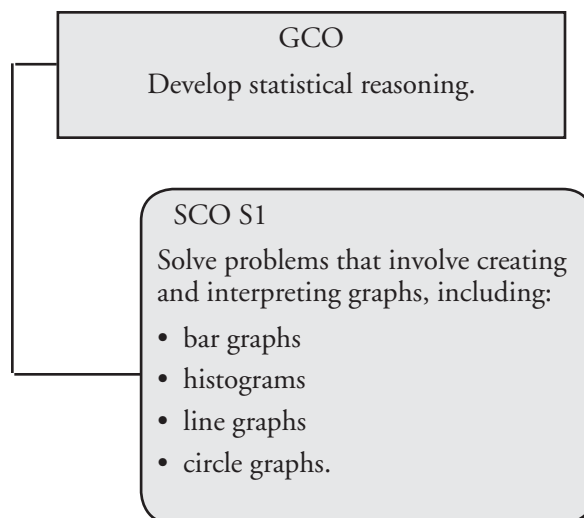 GCO
Develop statistical reasoning.
SCO S1
Solve problems that involve creating
and interpreting graphs, including:
• bar graphs
• histograms
• line graphs
• circle graphs.